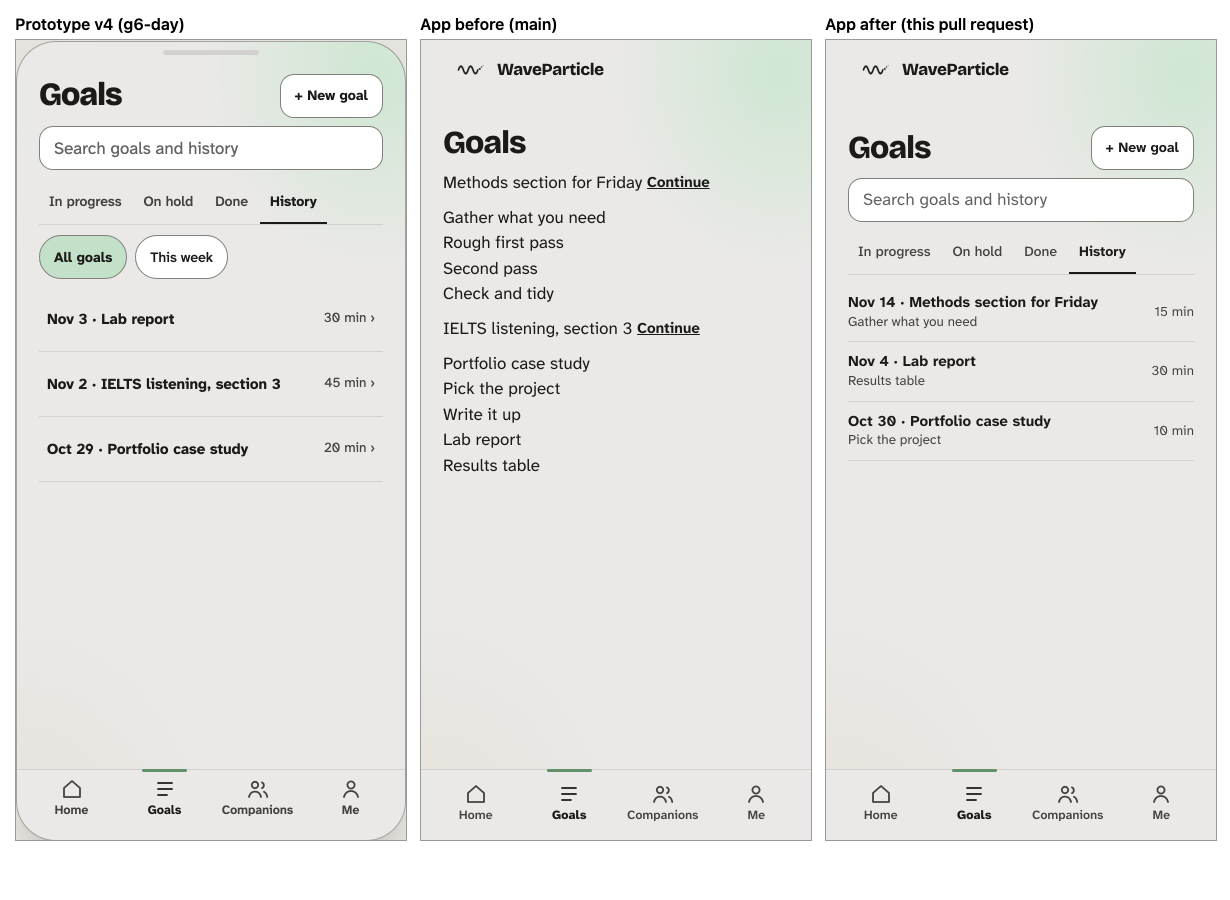 Prototype v4 (g6-day)
Goals
+ New goal
Search goals and history
In progress
On hold
Done
History
All goals
This week
Nov 3 · Lab report
30 min ›
Nov 2 · IELTS listening, section 3
45 min ›
Oct 29 · Portfolio case study
20 min ›
Home
Goals
Companions
Me
App before (main)
WaveParticle
Goals
Methods section for Friday Continue
Gather what you need
Rough first pass
Second pass
Check and tidy
IELTS listening, section 3 Continue
Portfolio case study
Pick the project
Write it up
Lab report
Results table
Home
Goals
Companions
Me
App after (this pull request)
WaveParticle
Goals
+ New goal
Search goals and history
In progress
On hold
Done
History
Nov 14 · Methods section for Friday
Gather what you need
15 min
Nov 4 · Lab report
Results table
30 min
Oct 30 · Portfolio case study
Pick the project
10 min
Home
Goals
Companions
Me